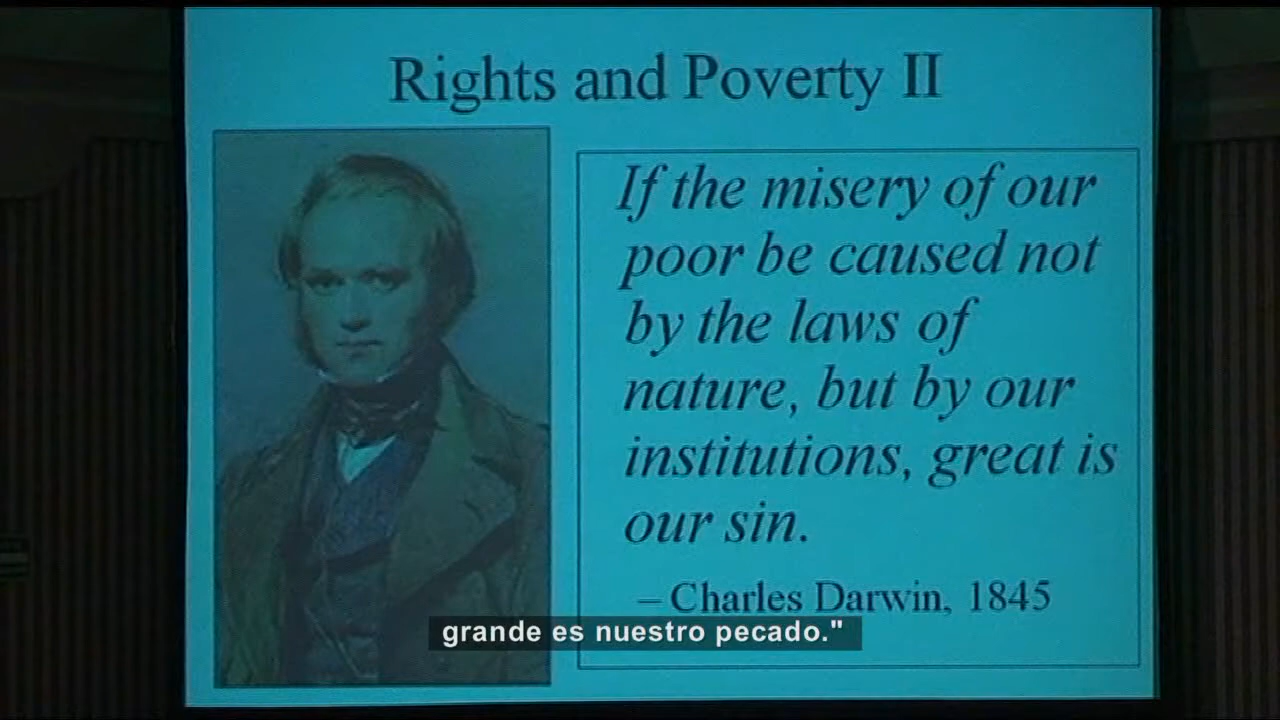 Rights and Poverty II
If the misery of our
poor be caused not
by the laws of
nature, but by our
institutions, great is
our sin.
– Charles Darwin, 1845
grande es nuestro pecado."